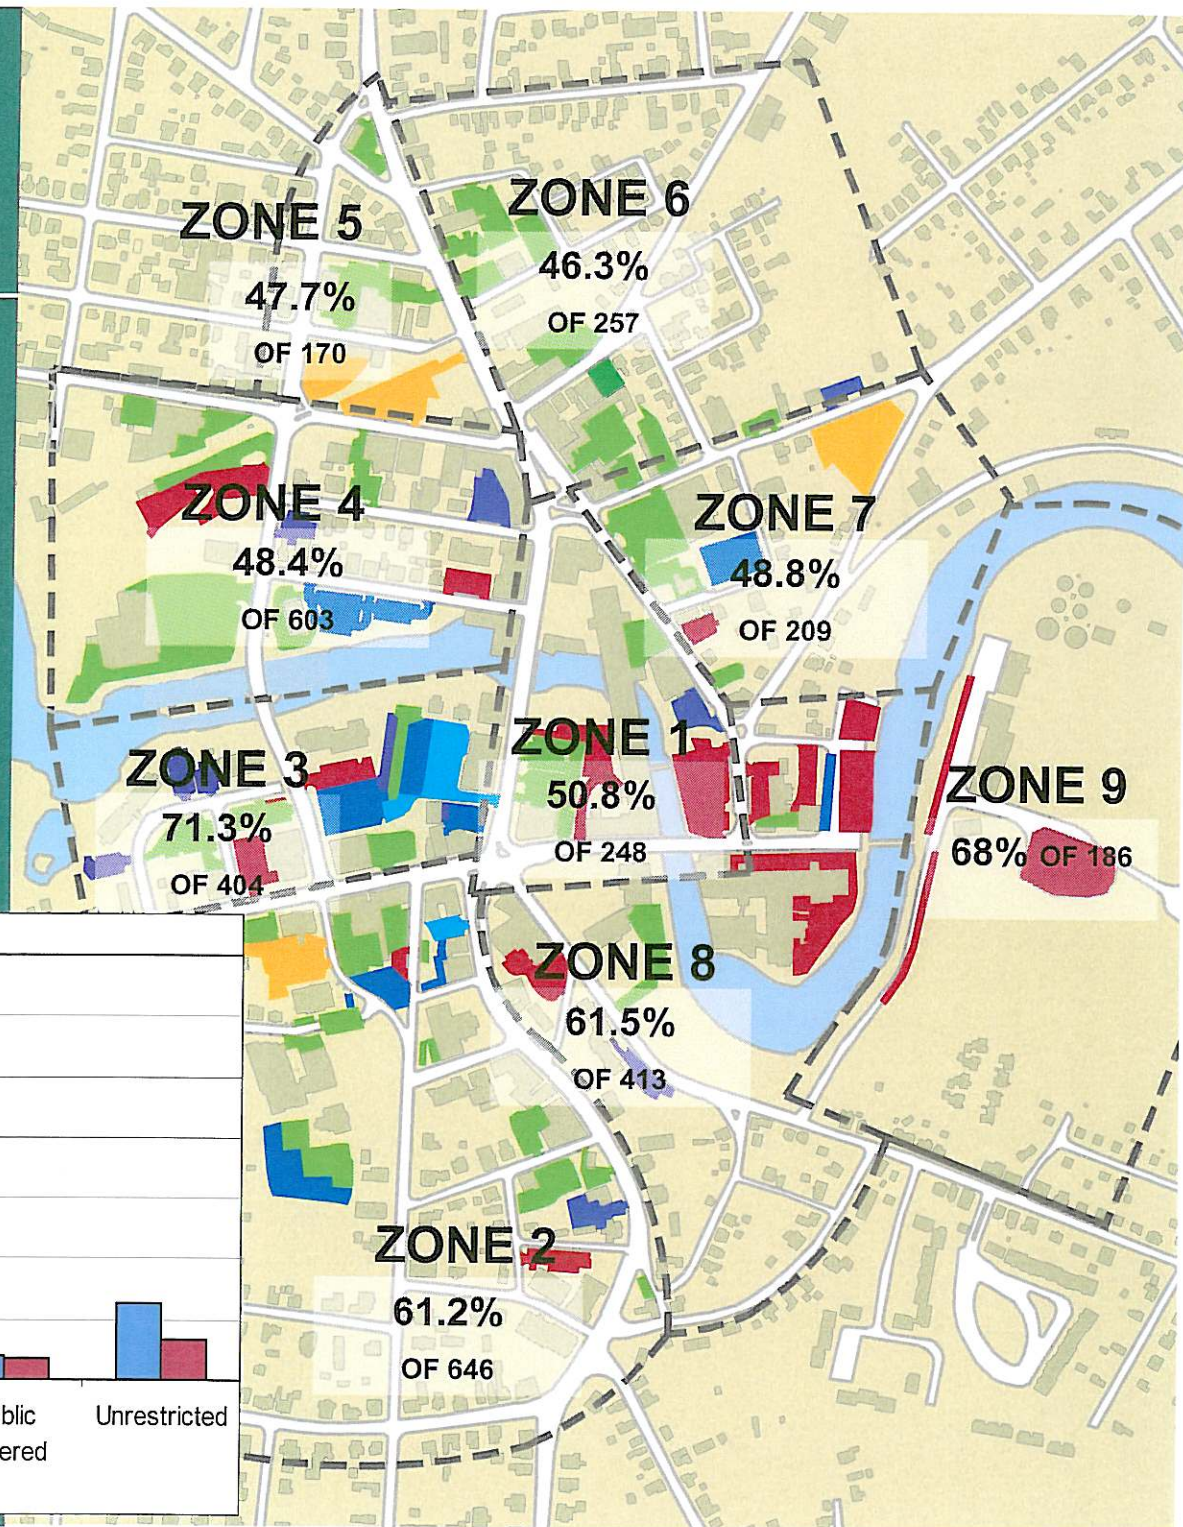 ZONE 6
46.3%
OF 257
ZONE 5
47.7%
OF 170
ZONE 4
48.4%
OF 603
ZONE 7
48.8%
OF 209
ZONE 1
50.8%
OF 248
ZONE 3
71.3%
OF 404
ZONE 9
68% OF 186
ZONE 8
61.5%
OF 413
ZONE 2
61.2%
OF 646
blic
ered
Unrestricted